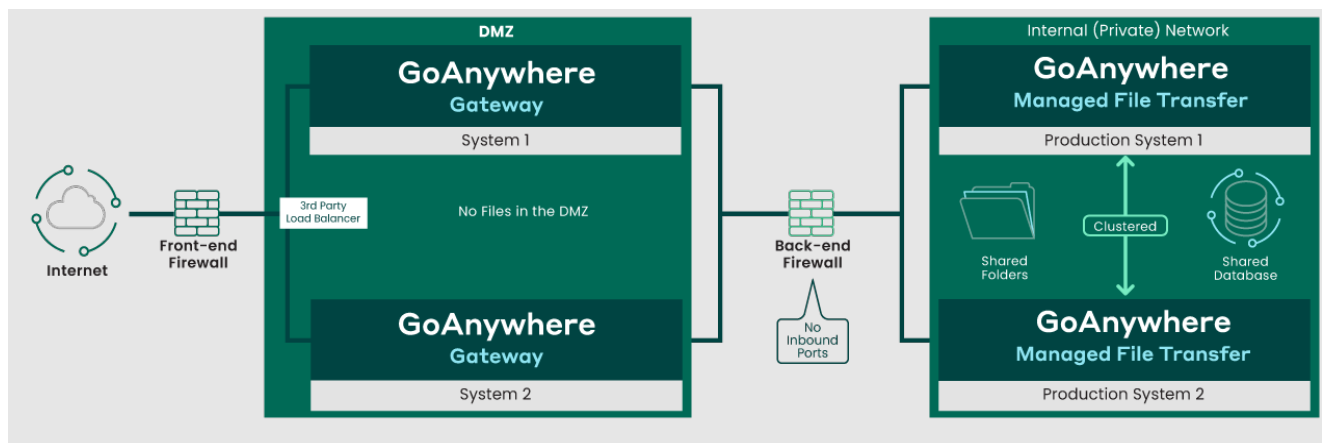 Internet
Front-end
Firewall
DMZ
GoAnywhere
Gateway
System 1
3rd Party
Load Balancer
No Files in the DMZ
GoAnywhere
Gateway
System 2
Back-end
Firewall
No
Inbound
Ports
Internal (Private) Network
GoAnywhere
Managed File Transfer
Production System 1
Shared
Folders
Clustered
Shared
Database
GoAnywhere
Managed File Transfer
Production System 2